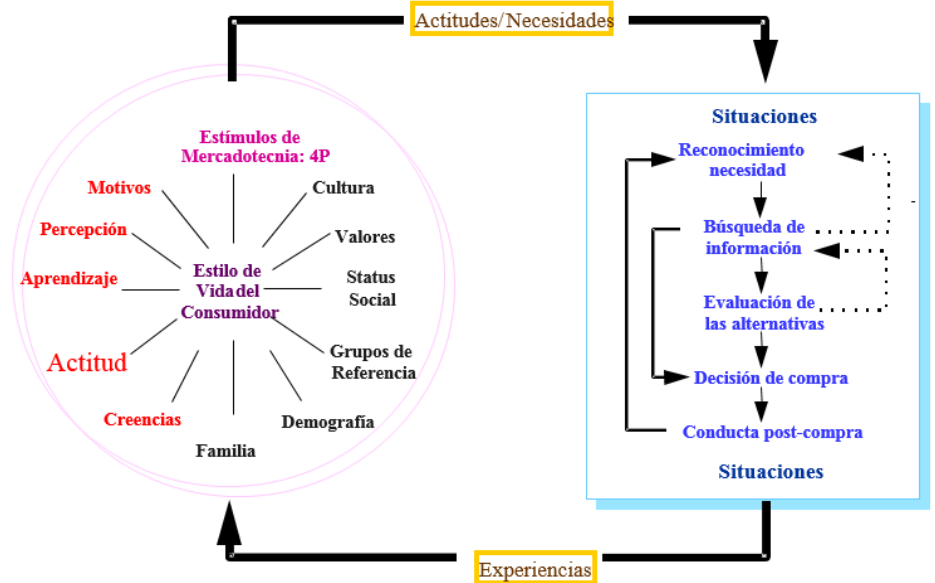 Actitudes/Necesidades
Estímulos de
Mercadotecnia: 4P
Motivos
Cultura
Percepción
Valores
Aprendizaje
Estilo de
Vida del
Consumidor
Status
Social
Actitud
Grupos de
Referencia
Creencias
Demografía
Familia
Situaciones
Reconocimiento
necesidad
Búsqueda de
información
Evaluación de
las alternativas
Decisión de compra
Conducta post-compra
Situaciones
Experiencias